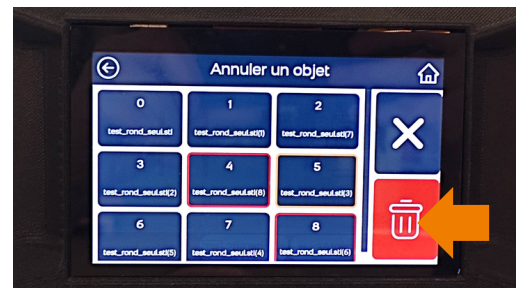 Annuler un objet
0
test_rond_seul.stl
1
test_rond_seul.stl(1)
2
test_rond_seul.stl(7)
3
test_rond_seul.stl(2)
4
test_rond_seul.stl(8)
5
test_rond_seul.stl(3)
6
test_rond_seul.stl(5)
7
test_rond_seul.stl(4)
8
test_rond_seul.stl(6)